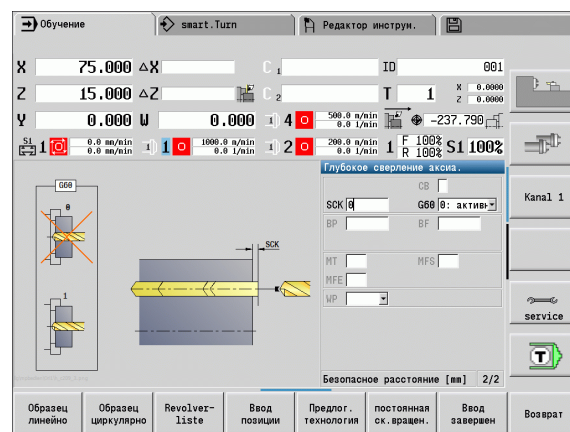 Обучение smart.Turn Редактор инструм.
X 75.000 △X C 1 ID 001
Z 15.000 △Z C 2 T 1 X 0.0000 Z 0.0000
Y 0.000 W 0.000 4 500.0 m/min 0.0 1/min -237.790
S1 1 0.0 mm/min 0.0 mm/min 1 1000.0 m/min 0.0 1/min 2 200.0 m/min 0.0 1/min 1 F 100% R 100% S1 100%
Глубокое сверление аксиа.
CB
SCK 0 G60 0: активн
BP BF
MT MFS
MFE
WP
Безопасное расстояние [mm] 2/2
G60
0
1
SCK
Kanal 1
service
T
Образец линейно
Образец циркулярно
Revolver-liste
Ввод позиции
Предлог. технология
постоянная ск.вращен.
Ввод завершен
Возврат